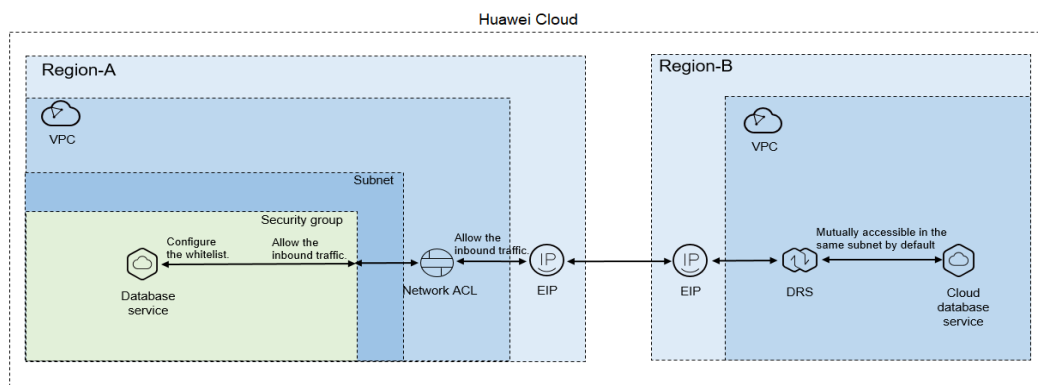 Huawei Cloud
Region-A
VPC
Subnet
Security group
Configure
the whitelist.
Allow the
inbound traffic.
Database
service
Allow the
inbound traffic.
Network ACL
EIP
Region-B
VPC
EIP
DRS
Mutually accessible in the
same subnet by default
Cloud
database
service
IP
IP